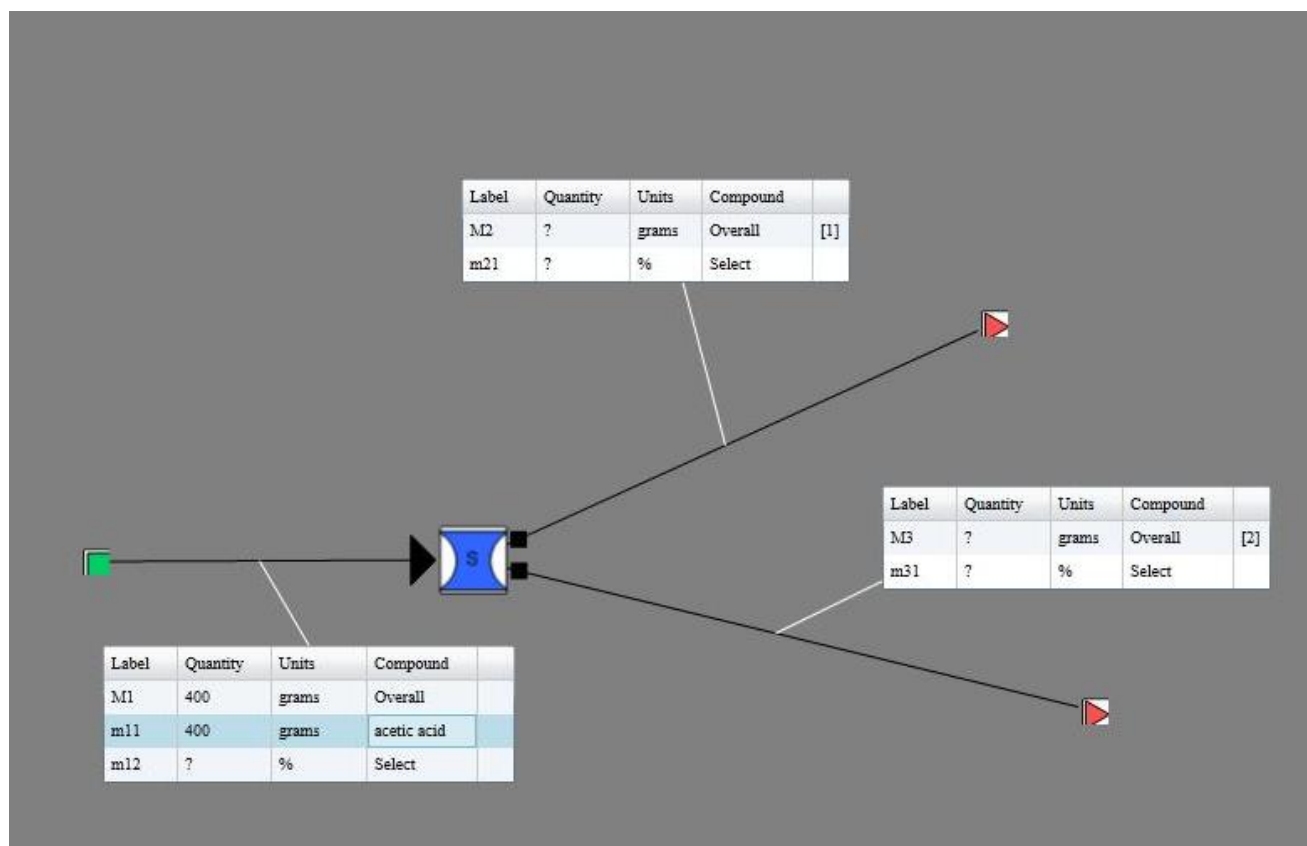 Label Quantity Units Compound
M2 ? grams Overall [1]
m21 ? % Select
Label Quantity Units Compound
M3 ? grams Overall [2]
m31 ? % Select
S
Label Quantity Units Compound
M1 400 grams Overall
m11 400 grams acetic acid
m12 ? % Select